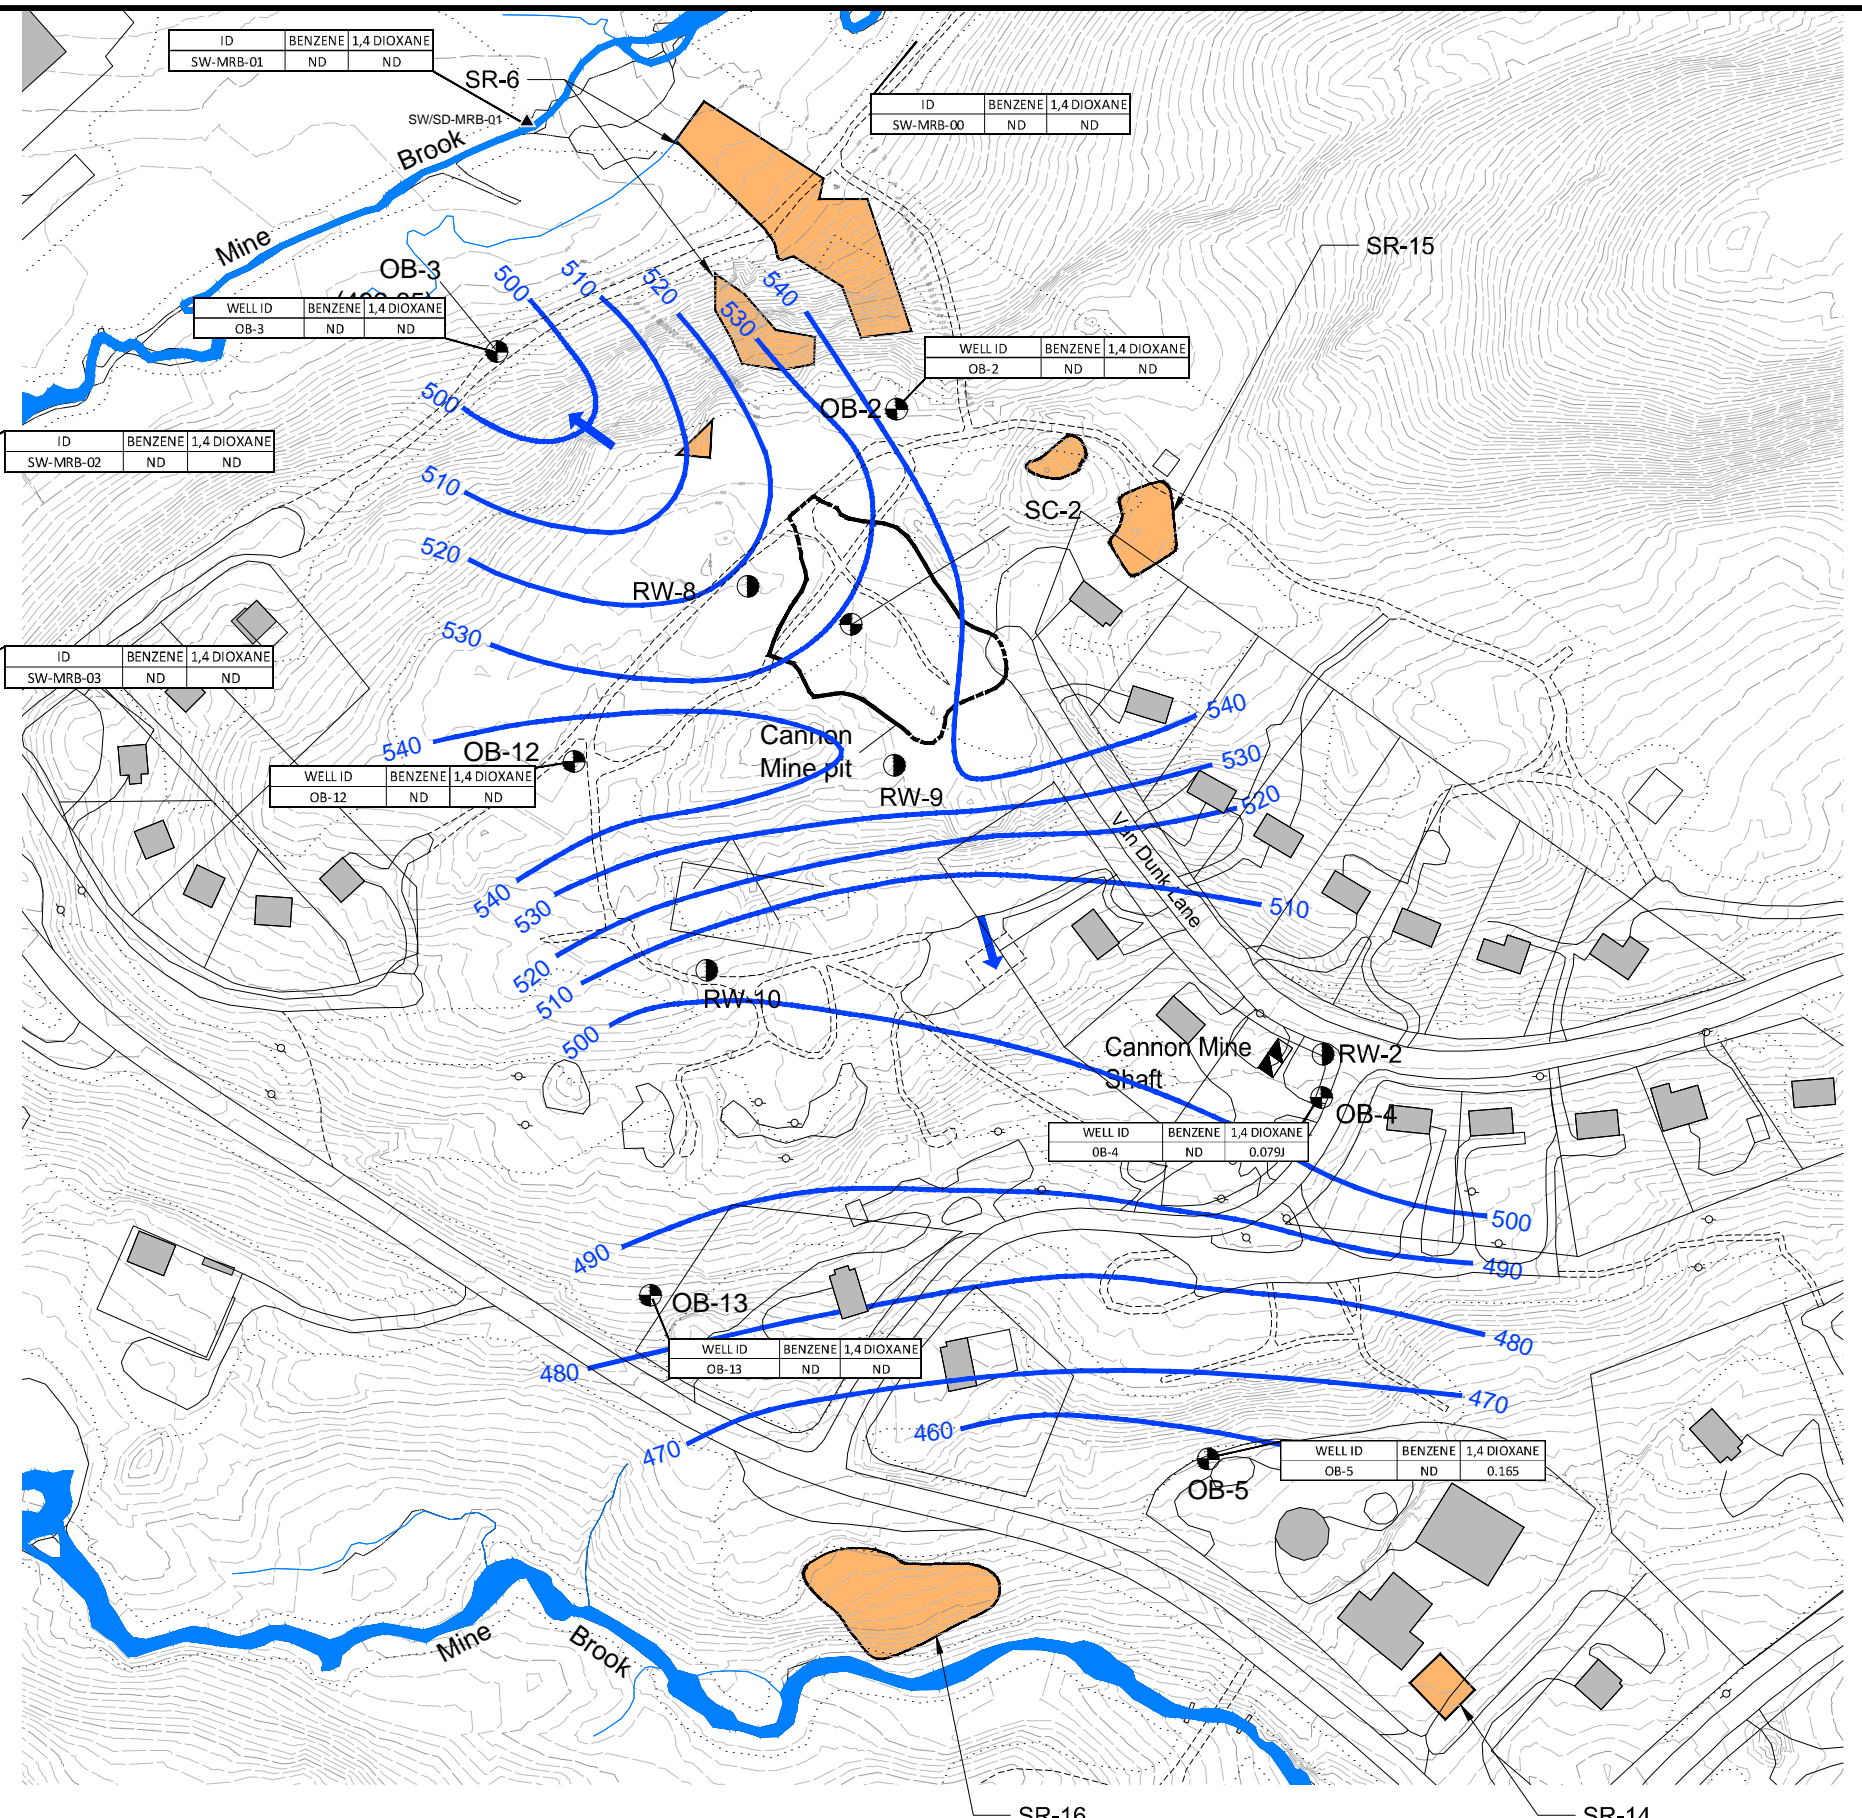 ID BENZENE 1,4 DIOXANE
SW-MRB-01 ND ND
SR-6
SW/SD-MRB-01
Brook
Mine
ID BENZENE 1,4 DIOXANE
SW-MRB-00 ND ND
SR-15
OB-3
WELL ID BENZENE 1,4 DIOXANE
OB-3 ND ND
500
510
520
530
540
WELL ID BENZENE 1,4 DIOXANE
OB-2 ND ND
OB-2
500
ID BENZENE 1,4 DIOXANE
SW-MRB-02 ND ND
510
SC-2
520
RW-8
530
ID BENZENE 1,4 DIOXANE
SW-MRB-03 ND ND
540
540
OB-12
Cannon
Mine pit
530
WELL ID BENZENE 1,4 DIOXANE
OB-12 ND ND
RW-9
520
Van Dunk Lane
540
530
510
520
510
RW-10
500
Cannon Mine
Shaft
RW-2
OB-4
WELL ID BENZENE 1,4 DIOXANE
OB-4 ND 0.079J
500
490
490
OB-13
480
WELL ID BENZENE 1,4 DIOXANE
OB-13 ND ND
480
470
460
470
WELL ID BENZENE 1,4 DIOXANE
OB-5 ND 0.165
OB-5
Mine
Brook
SR-16
SR-14